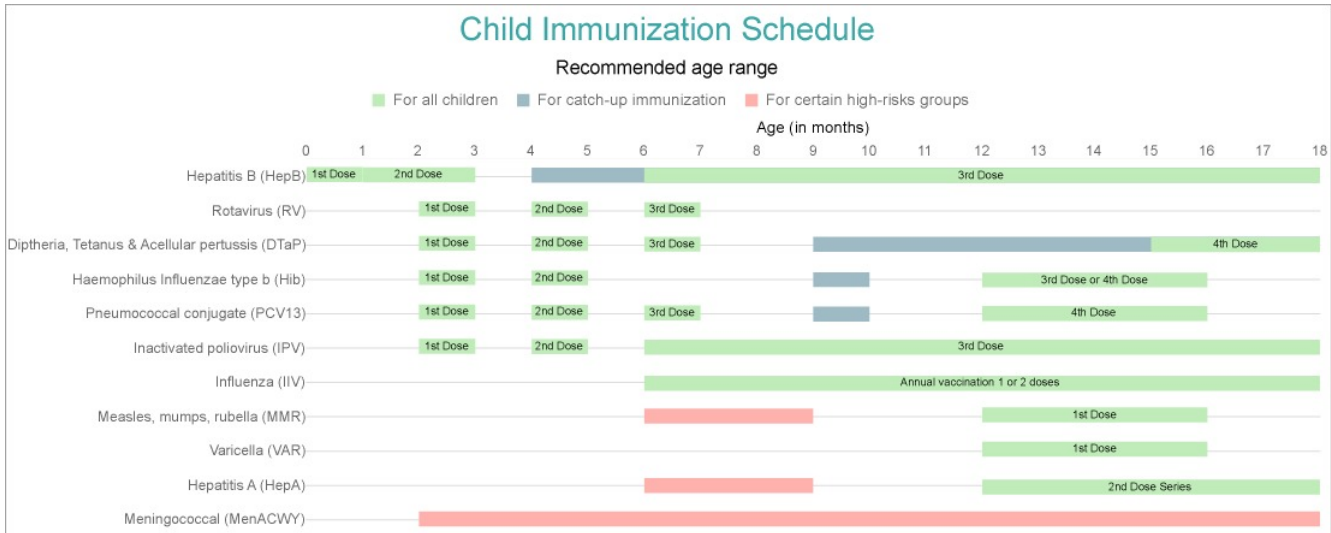 Child Immunization Schedule
Recommended age range
For all children For catch-up immunization For certain high-risks groups
Age (in months)
0 1 2 3 4 5 6 7 8 9 10 11 12 13 14 15 16 17 18
Hepatitis B (HepB) 1st Dose 2nd Dose 3rd Dose
Rotavirus (RV) 1st Dose 2nd Dose 3rd Dose
Diptheria, Tetanus & Acellular pertussis (DTaP) 1st Dose 2nd Dose 3rd Dose 4th Dose
Haemophilus Influenzae type b (Hib) 1st Dose 2nd Dose 3rd Dose or 4th Dose
Pneumococcal conjugate (PCV13) 1st Dose 2nd Dose 3rd Dose 4th Dose
Inactivated poliovirus (IPV) 1st Dose 2nd Dose 3rd Dose
Influenza (IIV) Annual vaccination 1 or 2 doses
Measles, mumps, rubella (MMR) 1st Dose
Varicella (VAR) 1st Dose
Hepatitis A (HepA) 2nd Dose Series
Meningococcal (MenACWY)